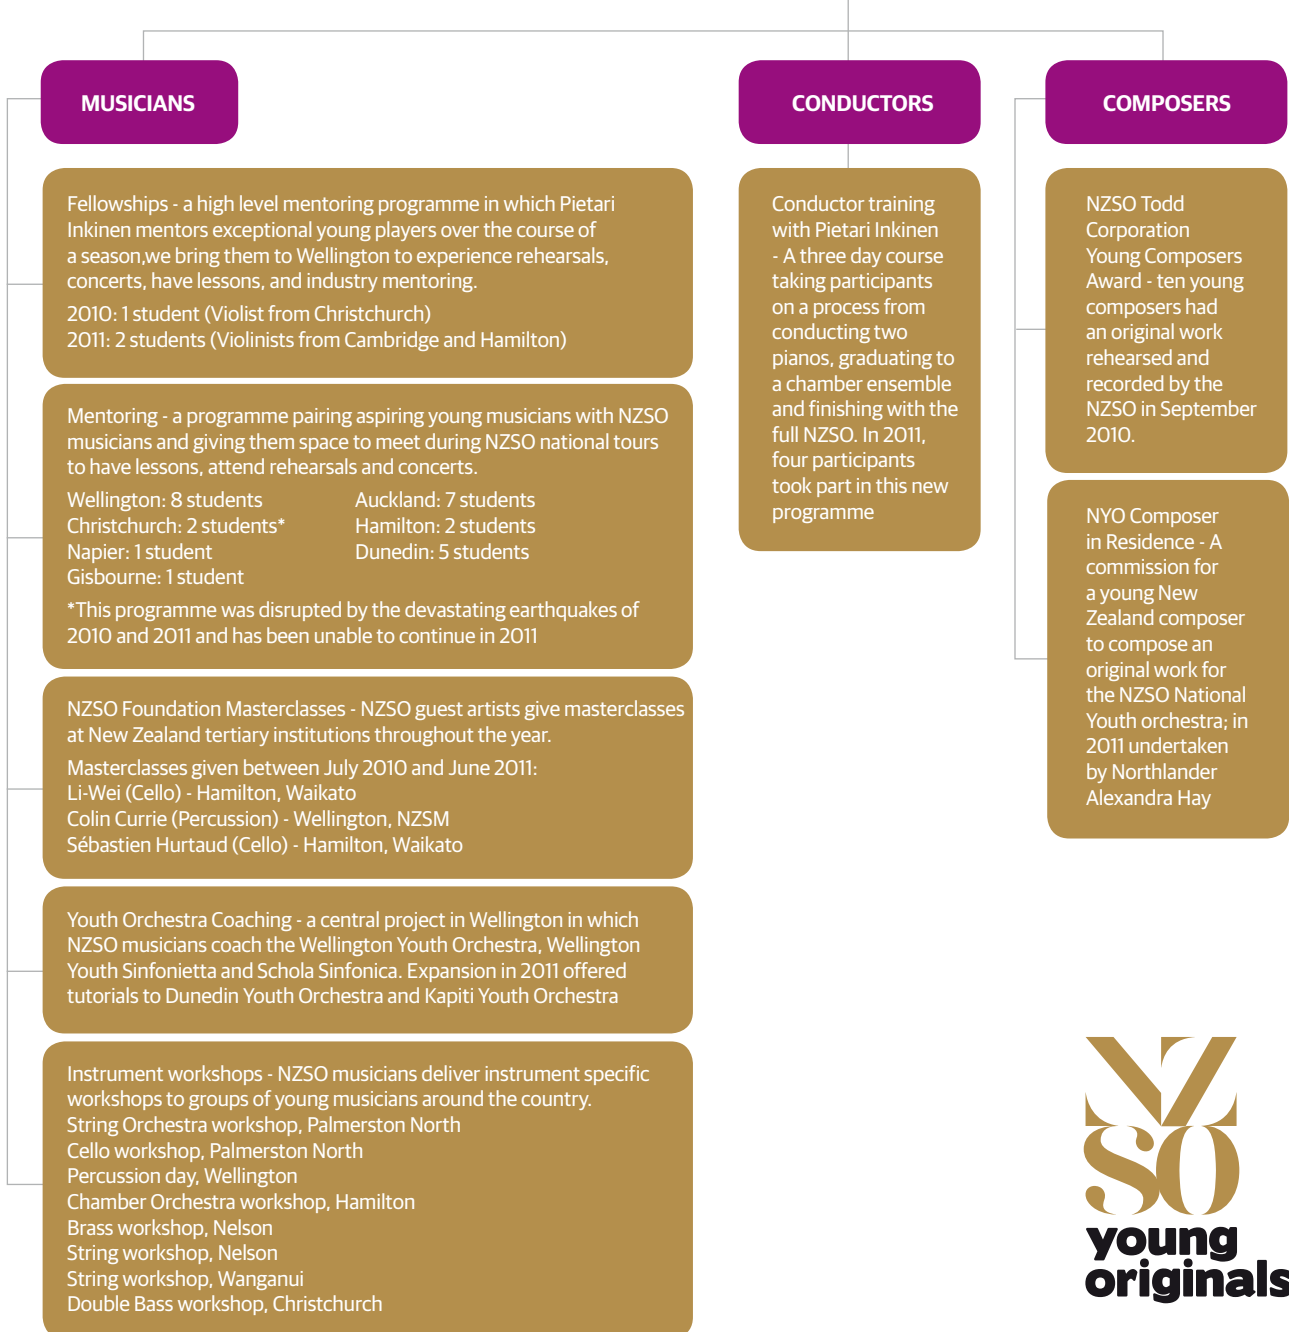 MUSICIANS
Fellowships - a high level mentoring programme in which Pietari
Inkinen mentors exceptional young players over the course of
a season,we bring them to Wellington to experience rehearsals,
concerts, have lessons, and industry mentoring.
2010: 1 student (Violist from Christchurch)
2011: 2 students (Violinists from Cambridge and Hamilton)
Mentoring - a programme pairing aspiring young musicians with NZSO
musicians and giving them space to meet during NZSO national tours
to have lessons, attend rehearsals and concerts.
Wellington: 8 students
Christchurch: 2 students*
Napier: 1 student
Gisbourne: 1 student
Auckland: 7 students
Hamilton: 2 students
Dunedin: 5 students
*This programme was disrupted by the devastating earthquakes of
2010 and 2011 and has been unable to continue in 2011
NZSO Foundation Masterclasses - NZSO guest artists give masterclasses
at New Zealand tertiary institutions throughout the year.
Masterclasses given between July 2010 and June 2011:
Li-Wei (Cello) - Hamilton, Waikato
Colin Currie (Percussion) - Wellington, NZSM
Sébastien Hurtaud (Cello) - Hamilton, Waikato
Youth Orchestra Coaching - a central project in Wellington in which
NZSO musicians coach the Wellington Youth Orchestra, Wellington
Youth Sinfonietta and Schola Sinfonica. Expansion in 2011 offered
tutorials to Dunedin Youth Orchestra and Kapiti Youth Orchestra
Instrument workshops - NZSO musicians deliver instrument specific
workshops to groups of young musicians around the country.
String Orchestra workshop, Palmerston North
Cello workshop, Palmerston North
Percussion day, Wellington
Chamber Orchestra workshop, Hamilton
Brass workshop, Nelson
String workshop, Nelson
String workshop, Wanganui
Double Bass workshop, Christchurch
CONDUCTORS
Conductor training
with Pietari Inkinen
- A three day course
taking participants
on a process from
conducting two
pianos, graduating to
a chamber ensemble
and finishing with the
full NZSO. In 2011,
four participants
took part in this new
programme
COMPOSERS
NZSO Todd
Corporation
Young Composers
Award - ten young
composers had
an original work
rehearsed and
recorded by the
NZSO in September
2010.
NYO Composer
in Residence - A
commission for
a young New
Zealand composer
to compose an
original work for
the NZSO National
Youth orchestra; in
2011 undertaken
by Northlander
Alexandra Hay
NZ
SO
young
originals